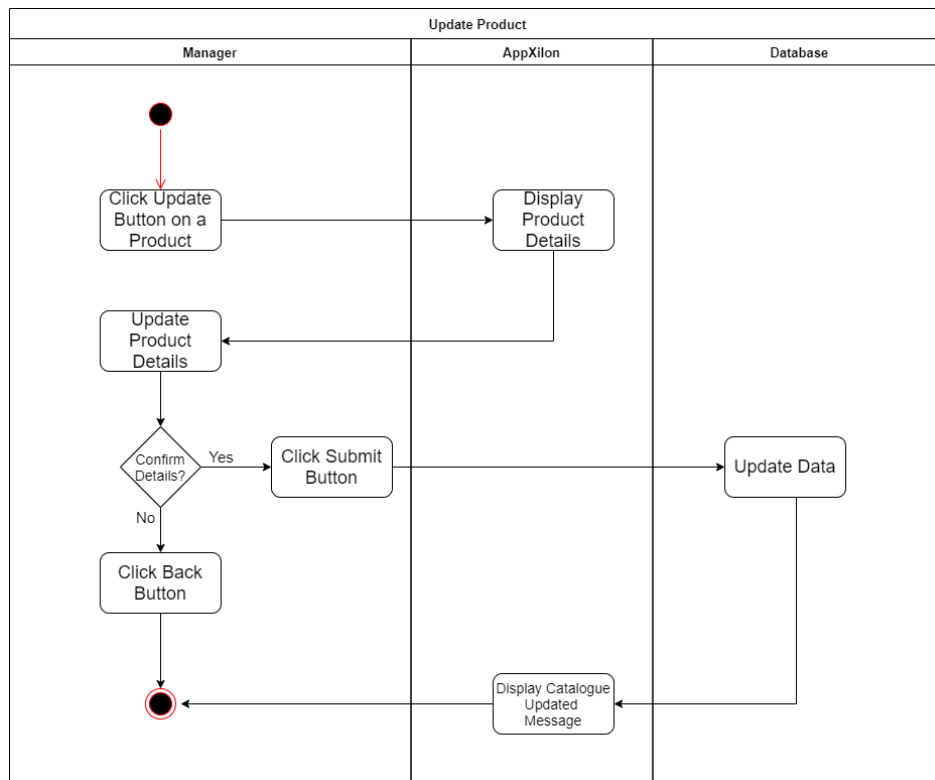 Update Product
Manager
AppXilon
Database
Click Update
Button on a
Product
Display
Product
Details
Update
Product
Details
Confirm
Details?
Yes
Click Submit
Button
Update Data
No
Click Back
Button
Display Catalogue
Updated
Message